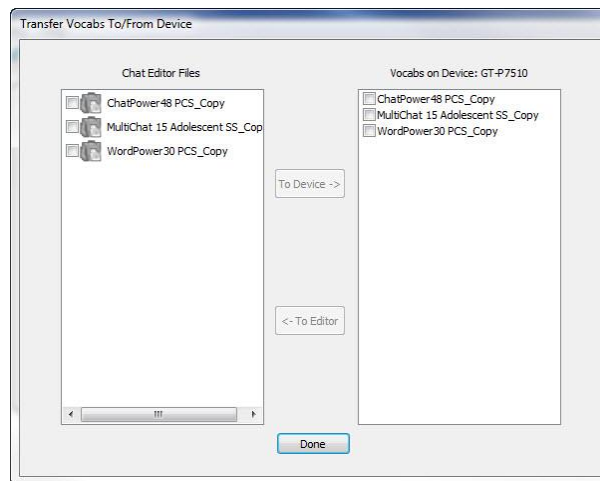 Transfer Vocabs To/From Device
Chat Editor Files
ChatPower48 PCS_Copy
MultiChat 15 Adolescent SS_Cop
WordPower30 PCS_Copy
To Device ->
<- To Editor
Vocabs on Device: GT-P7510
ChatPower48 PCS_Copy
MultiChat 15 Adolescent SS_Copy
WordPower30 PCS_Copy
Done